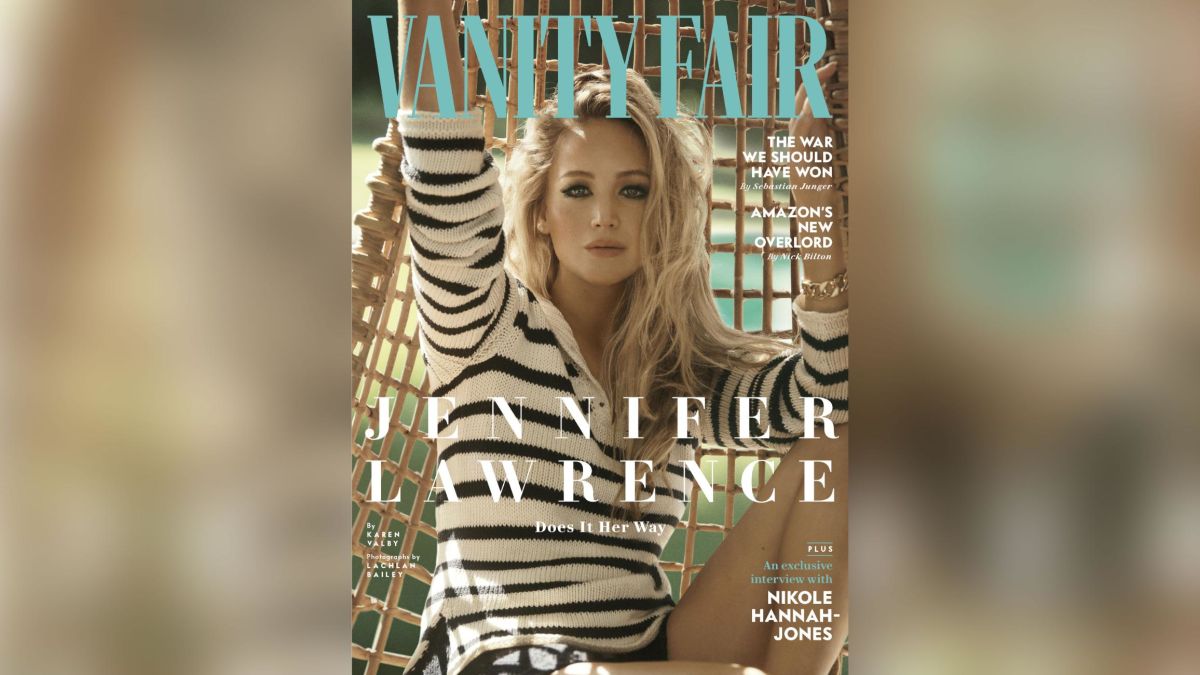 VANITY FAIR
THE WAR
WE SHOULD
HAVE WON
By Sebastian Junger
AMAZON'S
NEW
OVERLORD
By Nick Bilton
JENNIFER
LAWRENCE
Does It Her Way
By
KAREN
VALBY
Photographs by
LACHLAN
BAILEY
PLUS
An exclusive
interview with
NIKOLE
HANNAH-
JONES